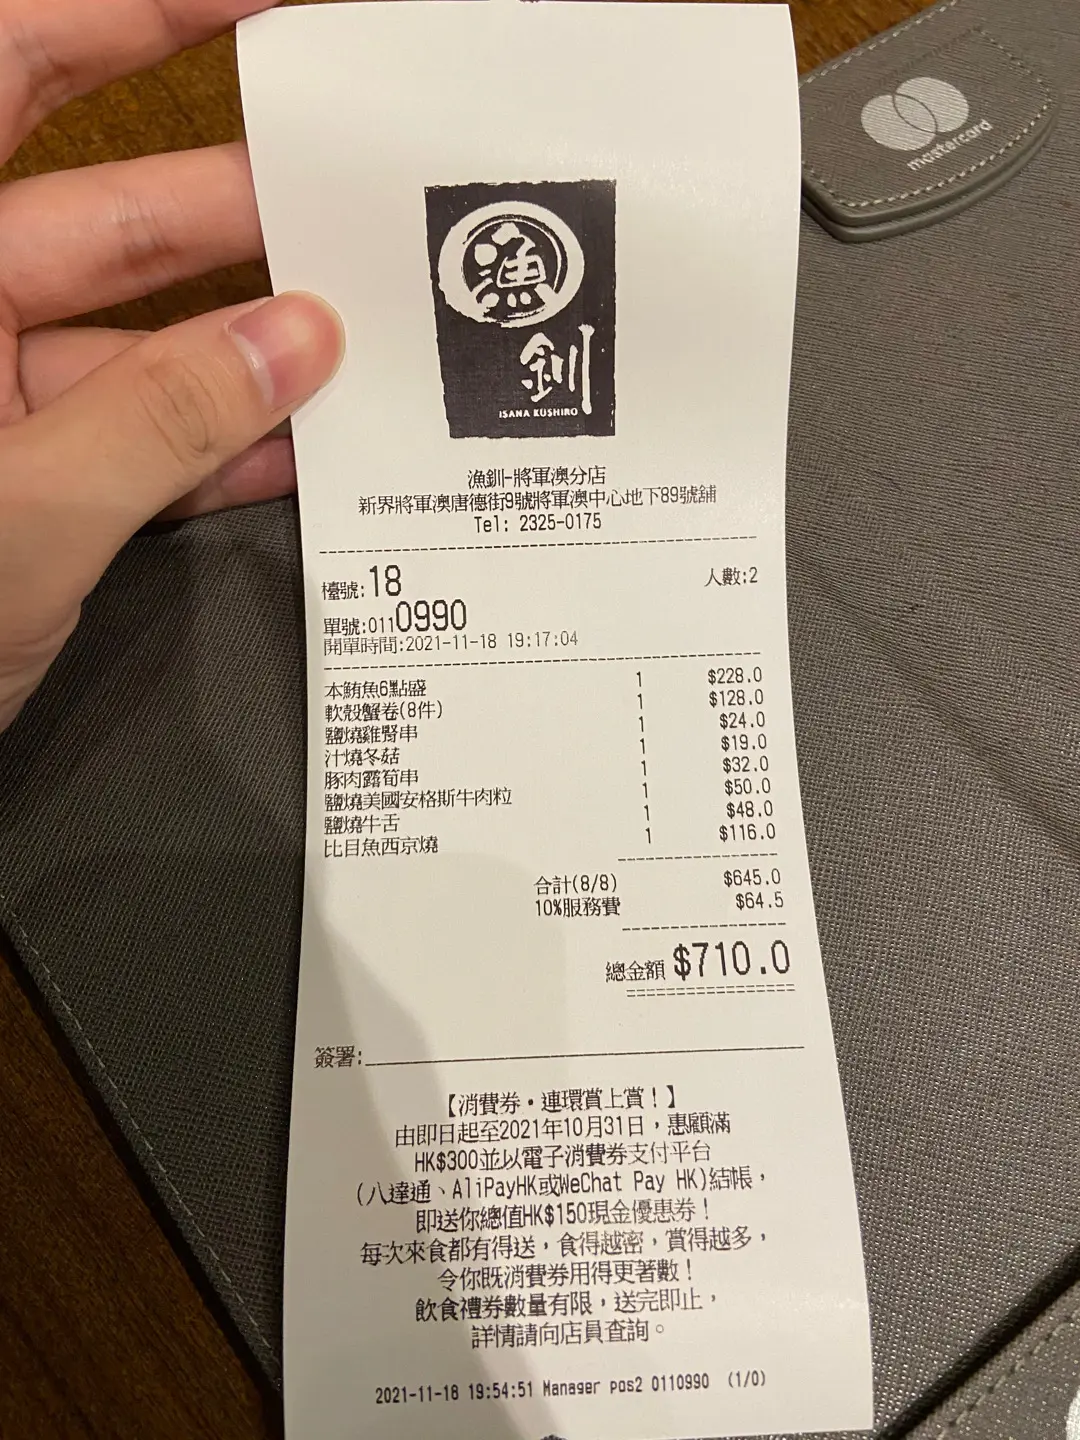 mastercard
漁
釧
ISANA KUSHIRO
漁釧-將軍澳分店
新界將軍澳唐德街9號將軍澳中心地下89號舖
Tel: 2325-0175
檯號:18 人數:2
單號:0110990
開單時間:2021-11-18 19:17:04
本鮪魚6點盛 1 $228.0
軟殼蟹卷(8件) 1 $128.0
鹽燒雞腎串 1 $24.0
汁燒冬菇 1 $19.0
豚肉露筍串 1 $32.0
鹽燒美國安格斯牛肉粒 1 $50.0
鹽燒牛舌 1 $48.0
比目魚西京燒 1 $116.0
合計(8/8) $645.0
10%服務費 $64.5
總金額 $710.0
簽署:
【消費券・連環賞上賞！】
由即日起至2021年10月31日，惠顧滿
HK$300並以電子消費券支付平台
(八達通、AliPayHK或WeChat Pay HK)結帳，
即送你總值HK$150現金優惠券！
每次來食都有得送，食得越密，賞得越多，
令你既消費券用得更著數！
飲食禮券數量有限，送完即止，
詳情請向店員查詢。
2021-11-18 19:54:51 Manager pos2 0110990 (1/0)